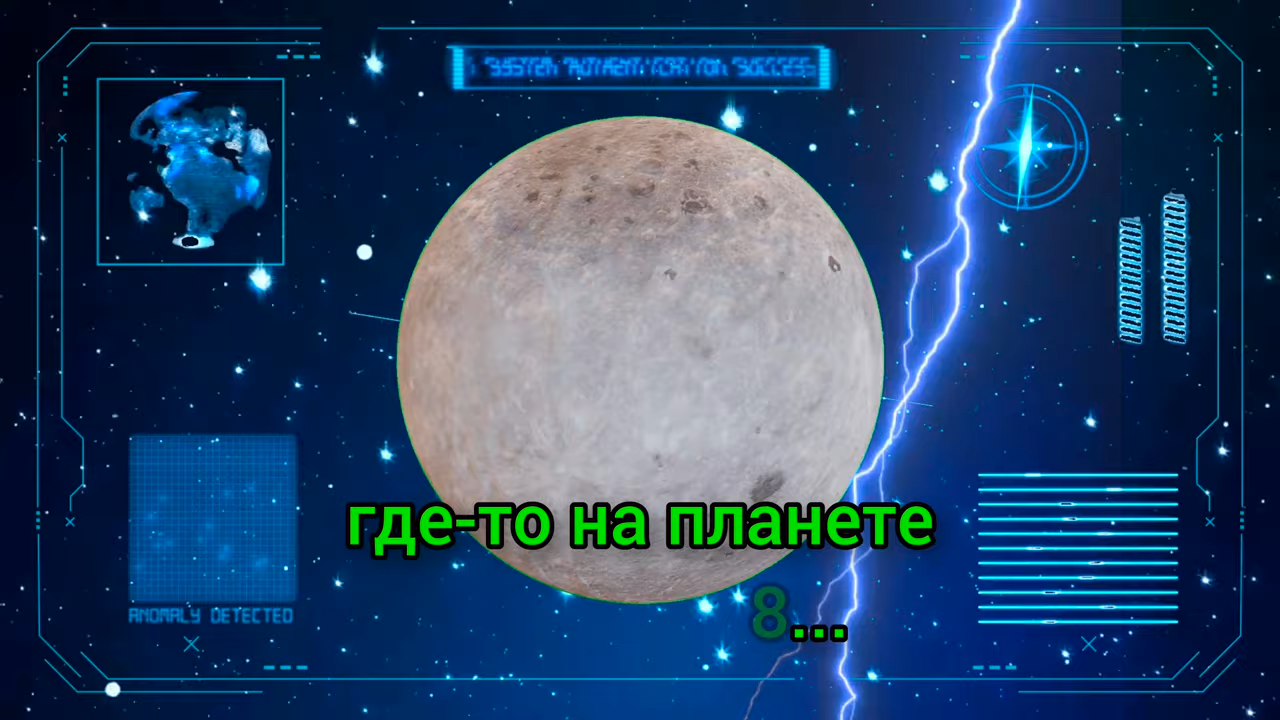 SYSTEM AUTHENTICATION SUCCESS
где-то на планете
8...
ANOMALY DETECTED